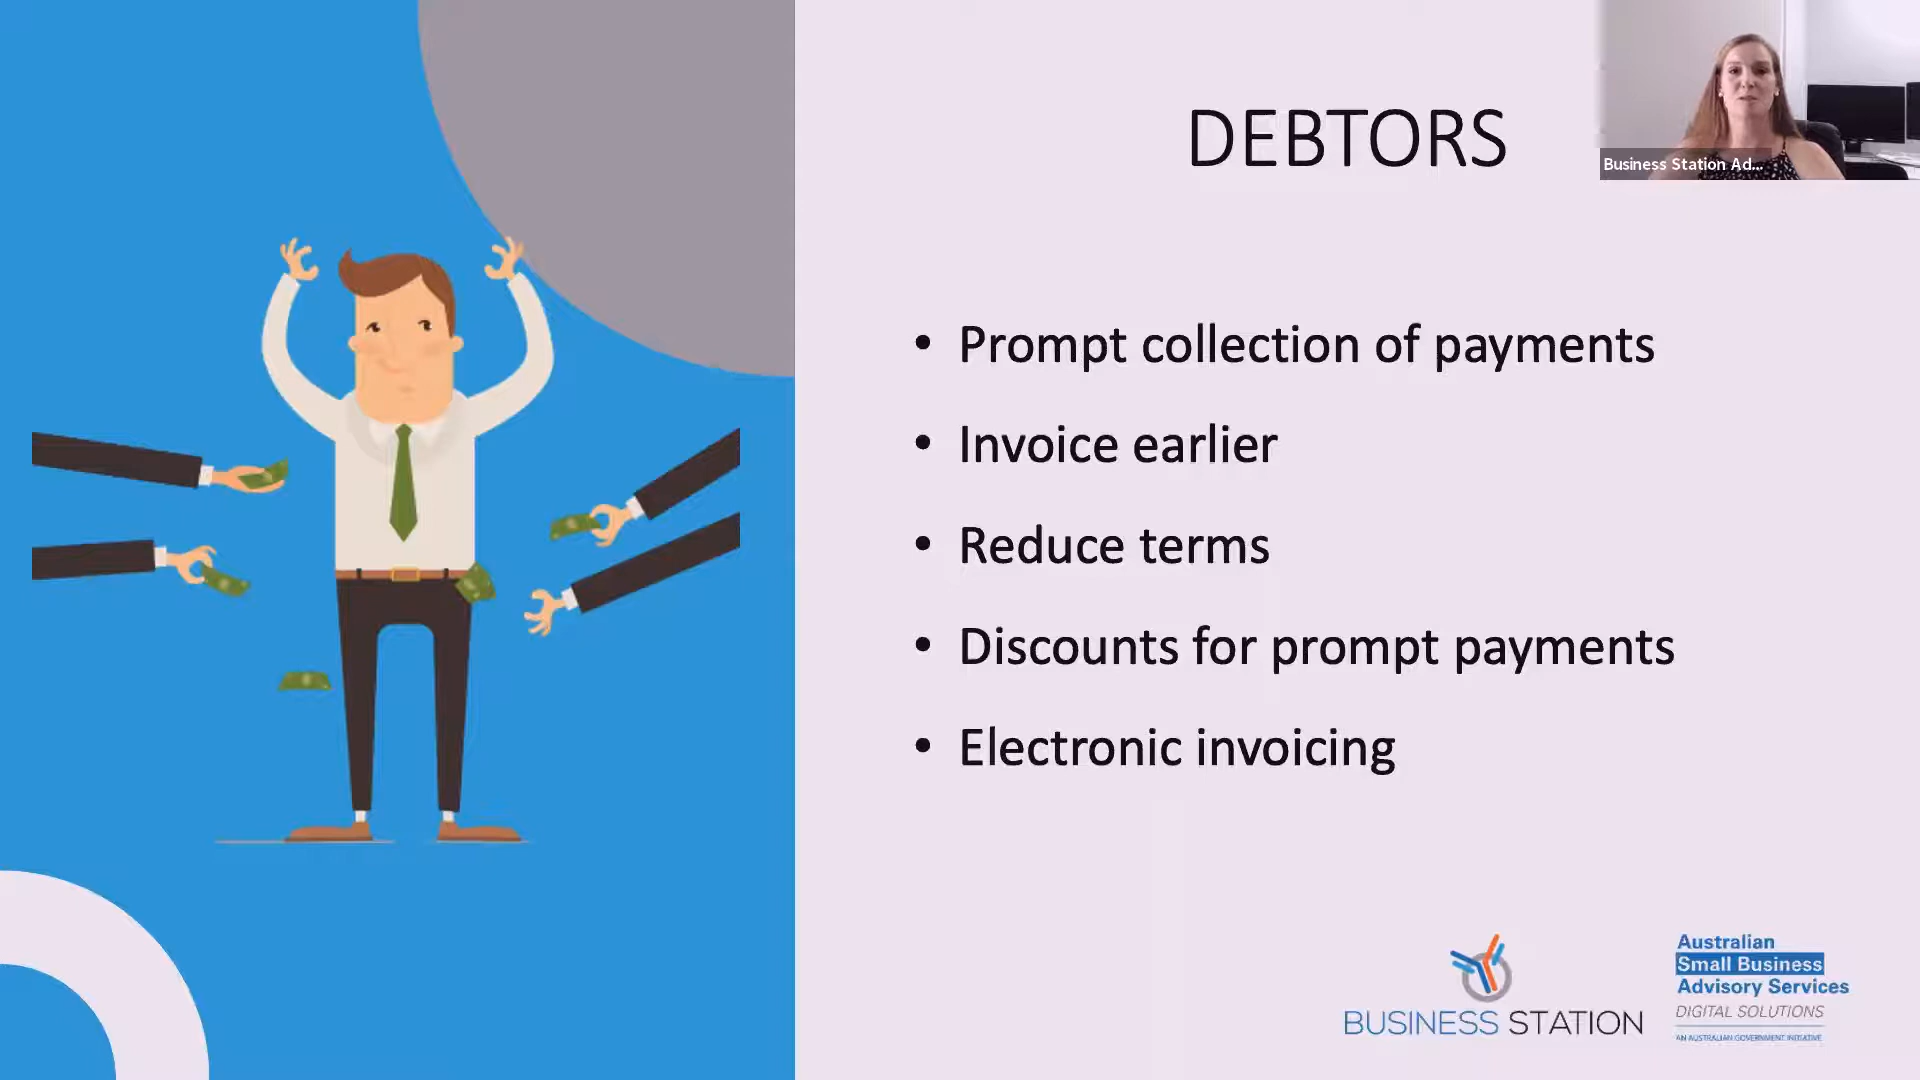 DEBTORS
Business Station Ad...
• Prompt collection of payments
• Invoice earlier
• Reduce terms
• Discounts for prompt payments
• Electronic invoicing
BUSINESS STATION
Australian
Small Business
Advisory Services
DIGITAL SOLUTIONS
AN AUSTRALIAN GOVERNMENT INITIATIVE